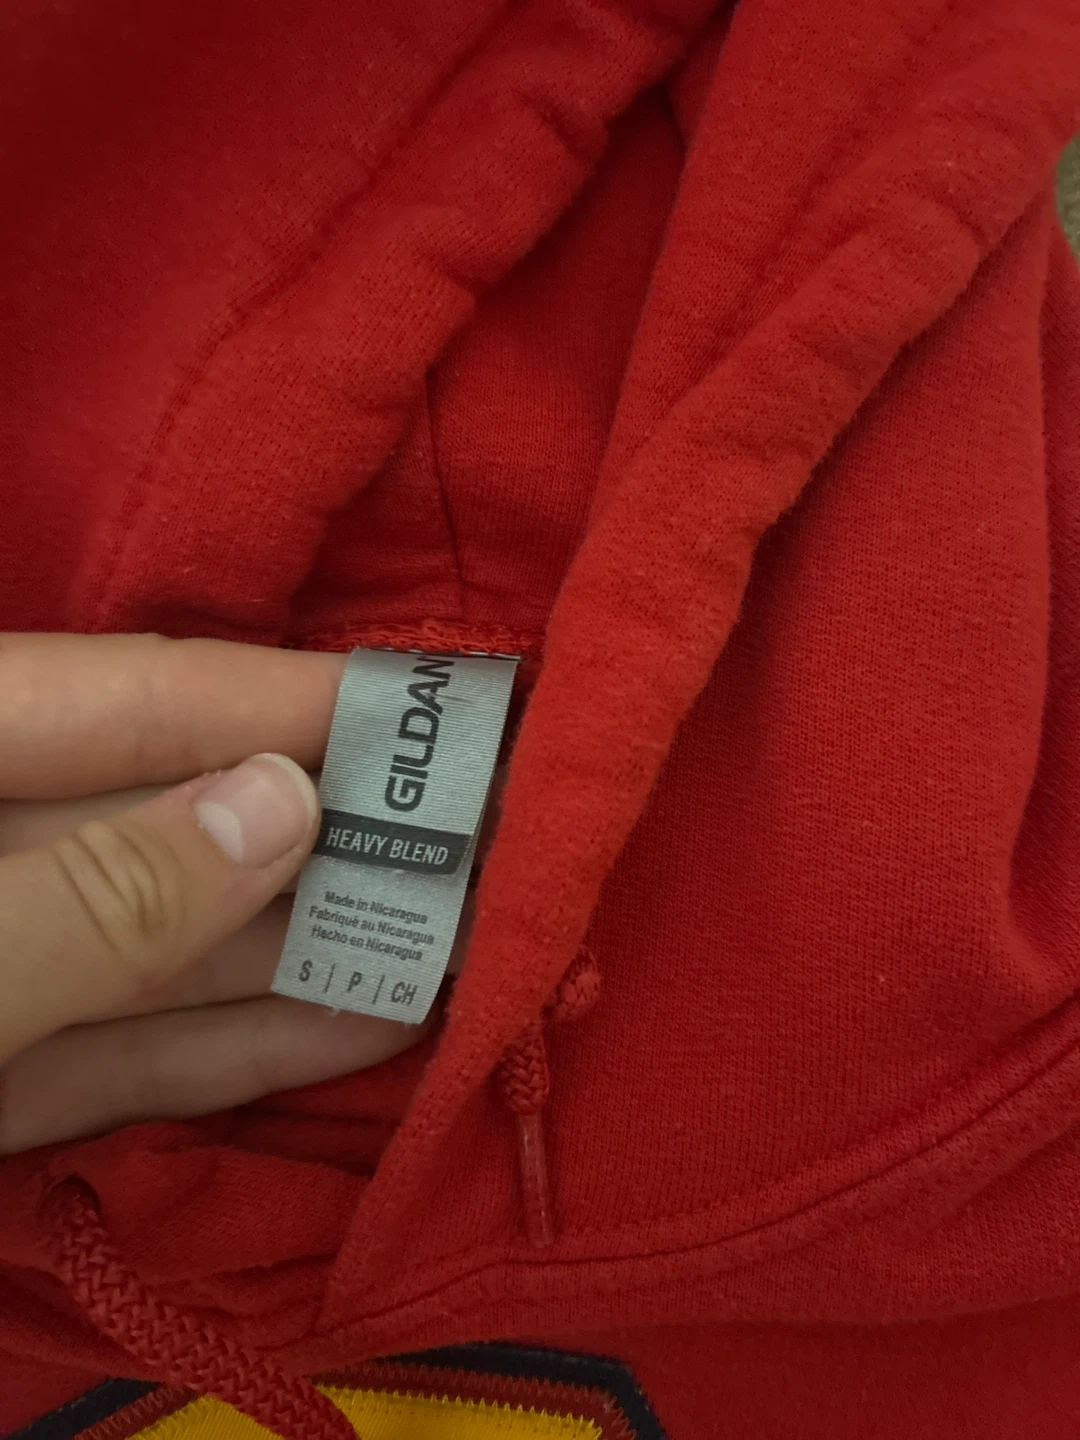 GILDAN
HEAVY BLEND
Made in Nicaragua
Fabriqué au Nicaragua
Hecho en Nicaragua
S | P | CH